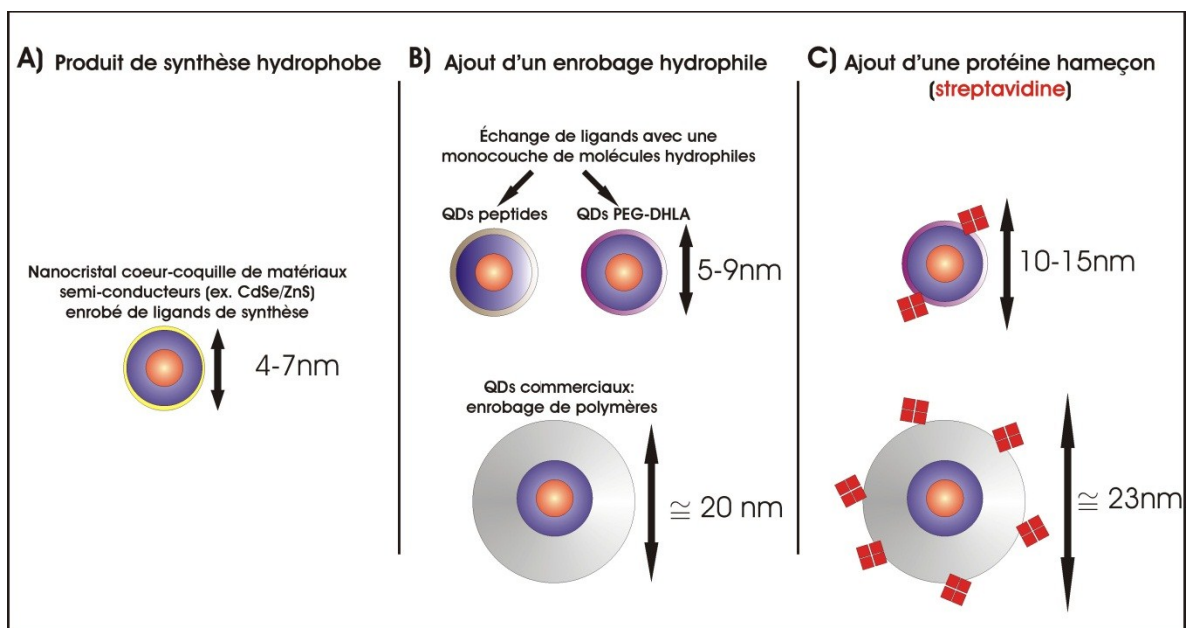 A) Produit de synthèse hydrophobe
Nanocristal coeur-coquille de matériaux
semi-conducteurs (ex. CdSe/ZnS)
enrobé de ligands de synthèse
4-7nm
B) Ajout d'un enrobage hydrophile
Échange de ligands avec une
monocouche de molécules hydrophiles
QDs peptides
QDs PEG-DHLA
5-9nm
QDs commerciaux:
enrobage de polymères
≅ 20 nm
C) Ajout d'une protéine hameçon
(streptavidine)
10-15nm
≅ 23nm